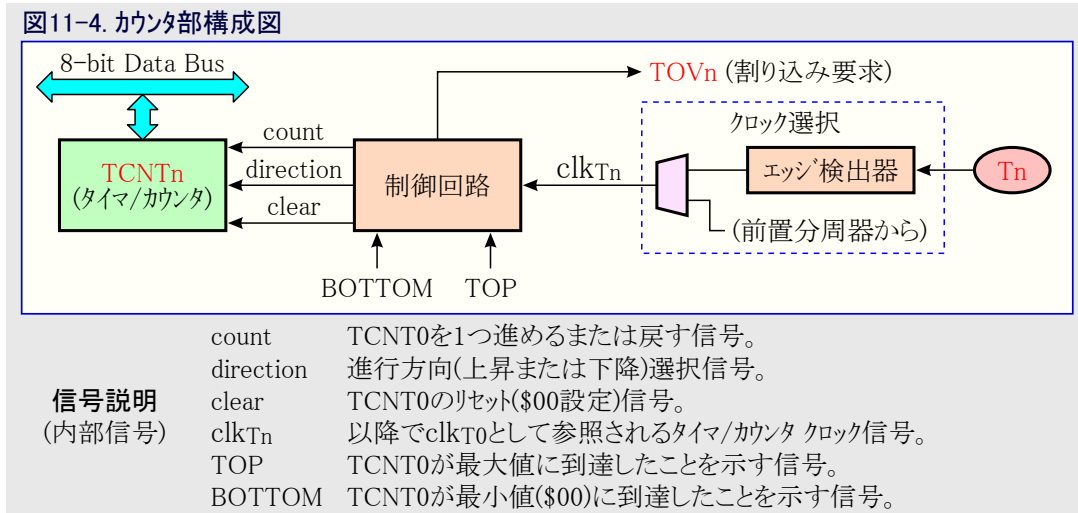 図11-4. カウンタ部構成図
8-bit Data Bus
TOVn (割り込み要求)
クロック選択
count
TCNTn
(タイマ/カウンタ)
direction
clear
制御回路
clkTn
エッジ検出器
Tn
(前置分周器から)
BOTTOM
TOP
信号説明
(内部信号)
count TCNT0を1つ進めるまたは戻す信号。
direction 進行方向(上昇または下降)選択信号。
clear TCNT0のリセット($00設定)信号。
clkTn 以降でclkT0として参照されるタイマ/カウンタ クロック信号。
TOP TCNT0が最大値に到達したことを示す信号。
BOTTOM TCNT0が最小値($00)に到達したことを示す信号。